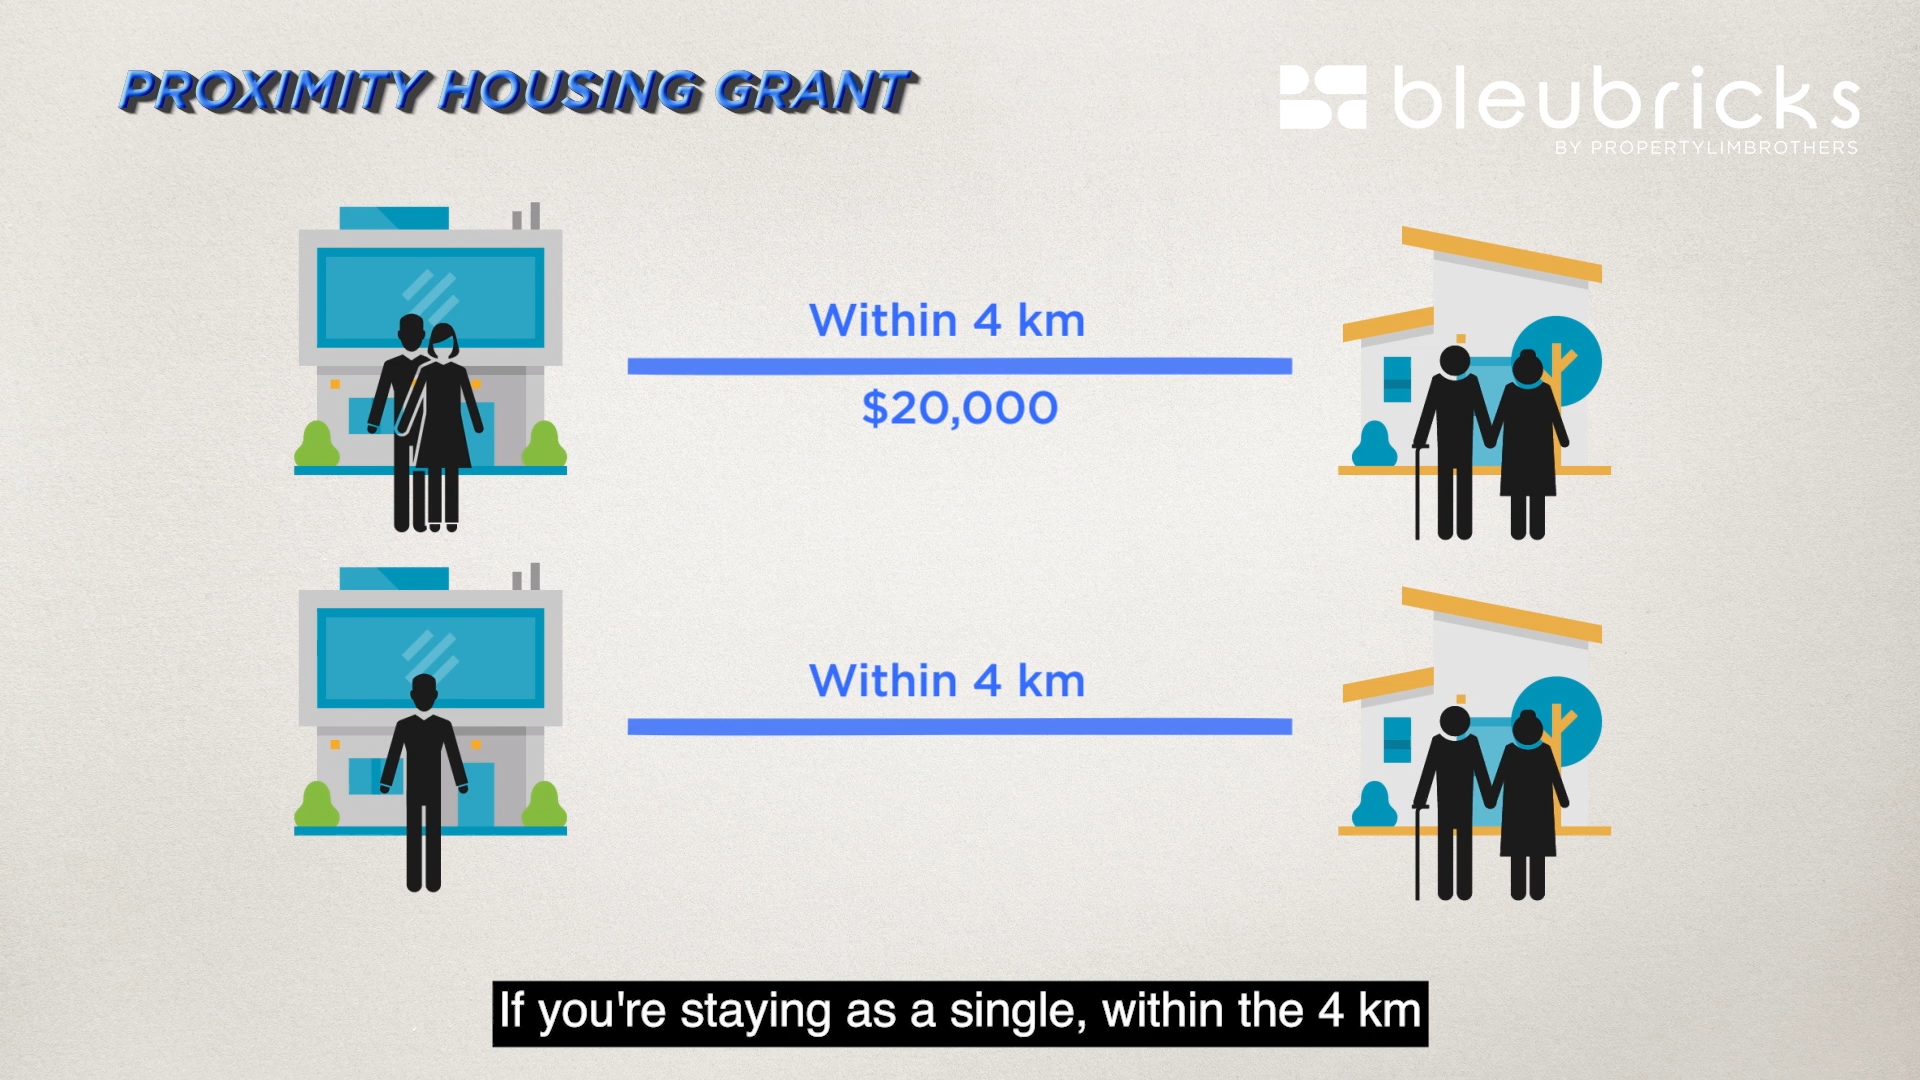 PROXIMITY HOUSING GRANT
bleubricks
BY PROPERTYLIMBROTHERS
Within 4 km
$20,000
Within 4 km
If you're staying as a single, within the 4 km